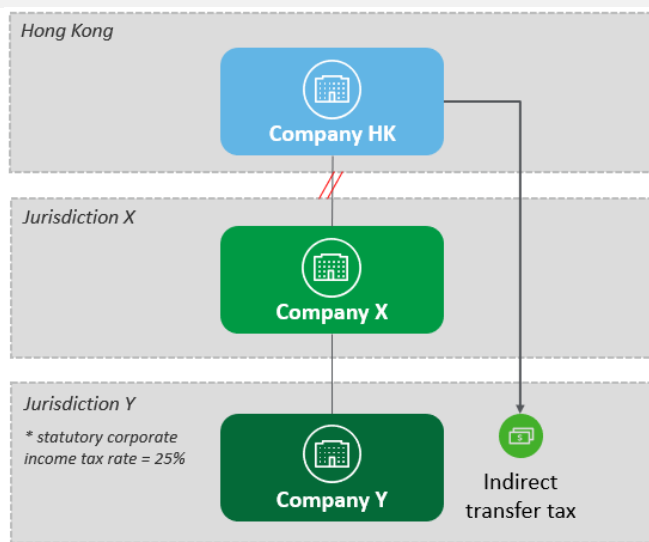 Hong Kong
Company HK
Jurisdiction X
Company X
Jurisdiction Y
* statutory corporate
income tax rate = 25%
Company Y
$
Indirect
transfer tax